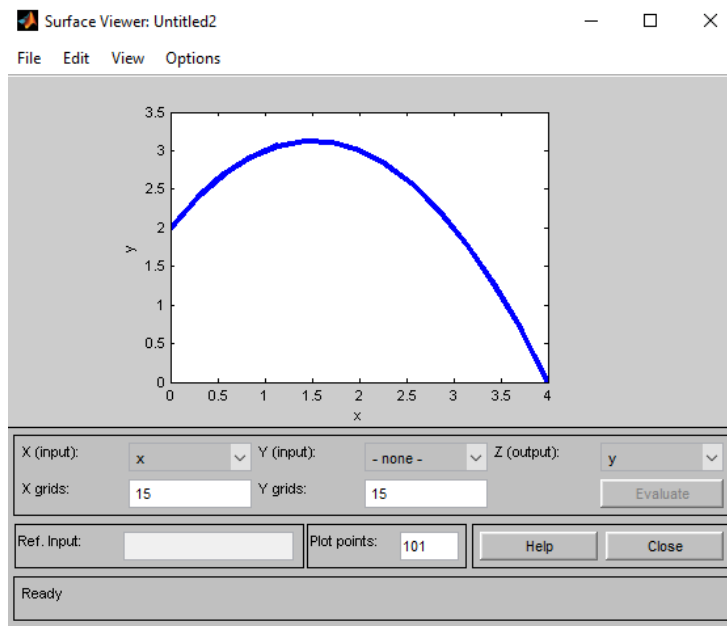 Surface Viewer: Untitled2
File Edit View Options
3.5
3
2.5
2
1.5
1
0.5
0
y
0 0.5 1 1.5 2 2.5 3 3.5 4
x
X (input): x Y (input): - none - Z (output): y
X grids: 15 Y grids: 15 Evaluate
Ref. Input: Plot points: 101 Help Close
Ready